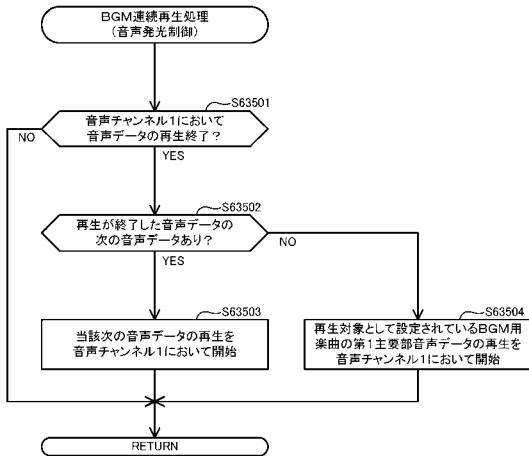 BGM連続再生処理
(音声発光制御)
S63501
音声チャンネル1において
音声データの再生終了?
NO
YES
S63502
再生が終了した音声データの
次の音声データあり?
NO
YES
S63503
当該次の音声データの再生を
音声チャンネル1において開始
S63504
再生対象として設定されているBGM用
楽曲の第1主要部音声データの再生を
音声チャンネル1において開始
RETURN